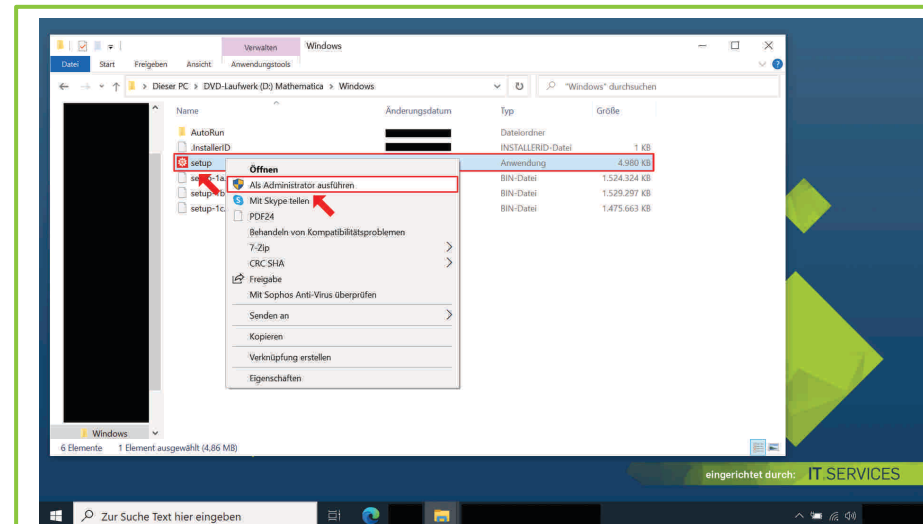 Verwalten Windows
Datei Start Freigeben Ansicht Anwendungstools
> Dieser PC > DVD-Laufwerk (D:) Mathematica > Windows "Windows" durchsuchen
Name Änderungsdatum Typ Größe
AutoRun Dateiordner
.InstallerID INSTALLERID-Datei 1 KB
setup Anwendung 4.980 KB
setup-1a. BIN-Datei 1.524.324 KB
setup-1b BIN-Datei 1.529.297 KB
setup-1c. BIN-Datei 1.475.663 KB
Öffnen
Als Administrator ausführen
Mit Skype teilen
PDF24
Behandeln von Kompatibilitätsproblemen
7-Zip
CRC SHA
Freigabe
Mit Sophos Anti-Virus überprüfen
Senden an
Kopieren
Verknüpfung erstellen
Eigenschaften
Windows
6 Elemente 1 Element ausgewählt (4,86 MB)
eingerichtet durch: IT.SERVICES
Zur Suche Text hier eingeben